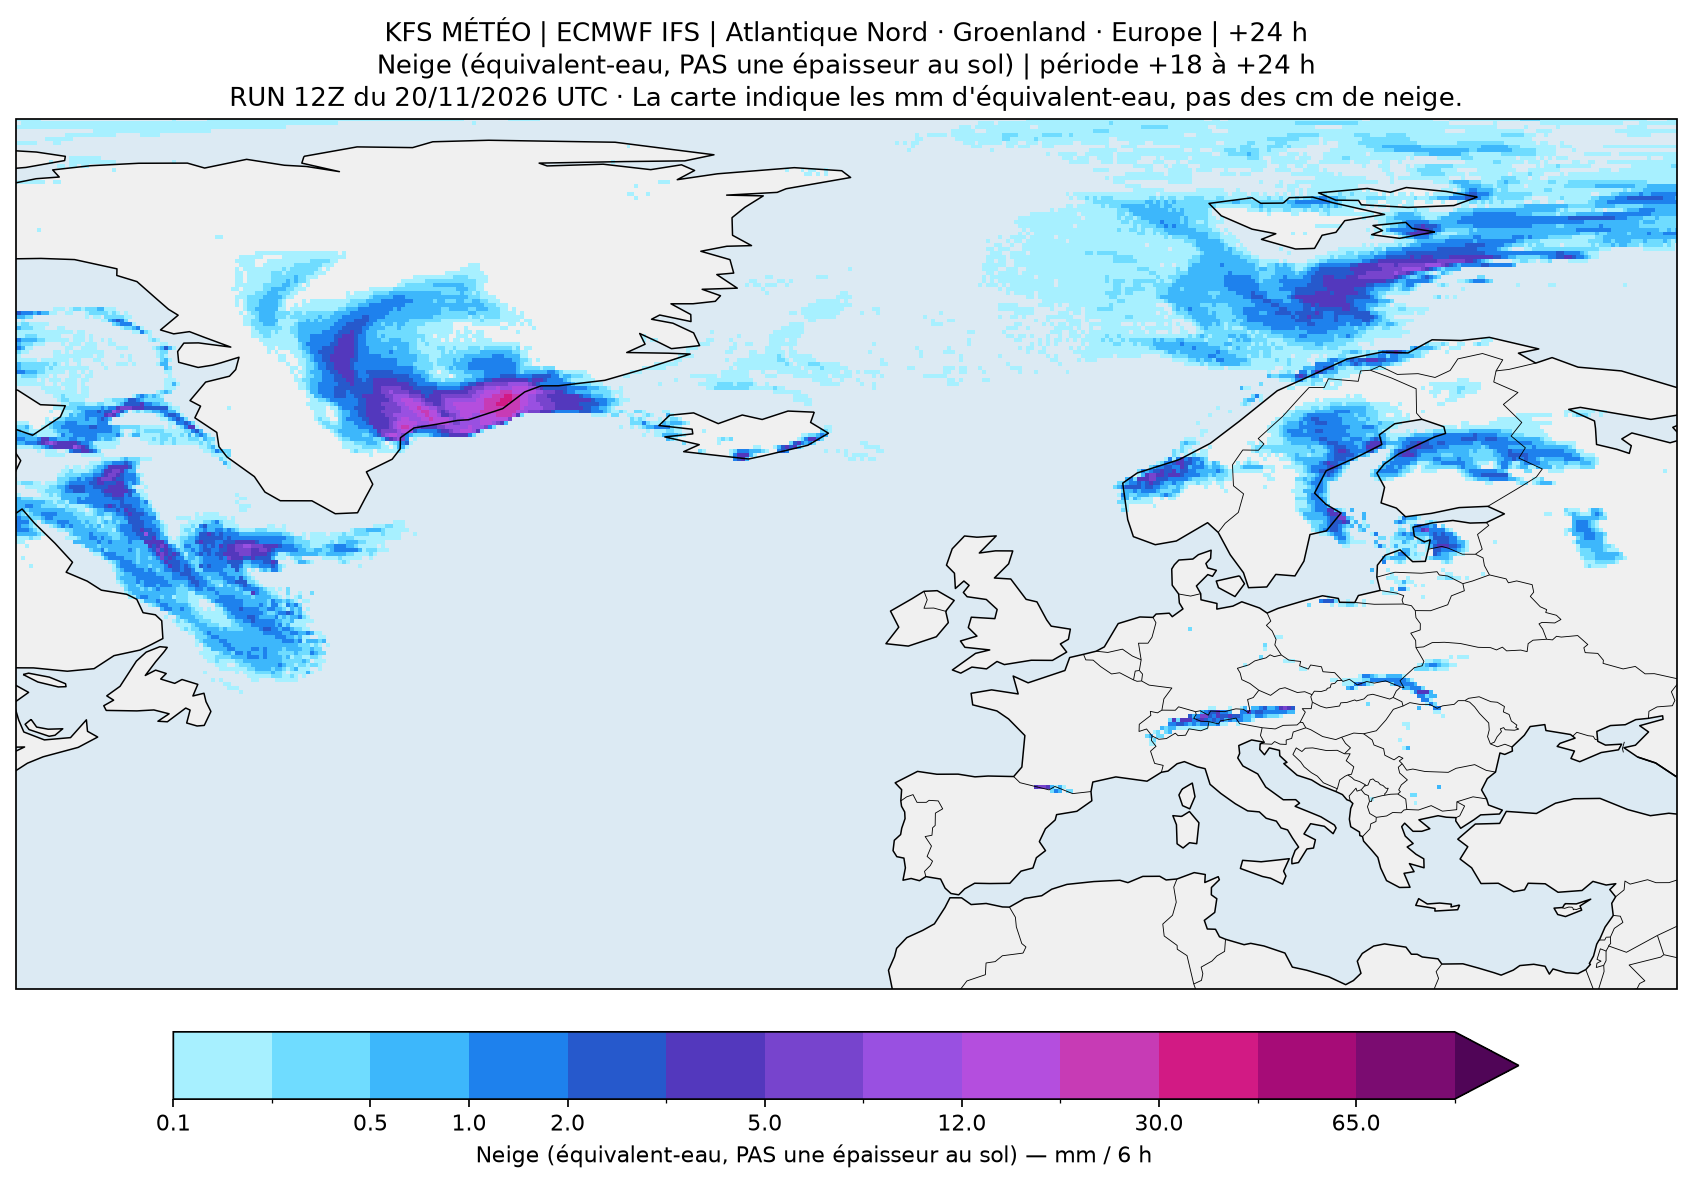 KFS MÉTÉO | ECMWF IFS | Atlantique Nord · Groenland · Europe | +24 h
Neige (équivalent-eau, PAS une épaisseur au sol) | période +18 à +24 h
RUN 12Z du 20/11/2026 UTC · La carte indique les mm d'équivalent-eau, pas des cm de neige.
0.1 0.5 1.0 2.0 5.0 12.0 30.0 65.0
Neige (équivalent-eau, PAS une épaisseur au sol) — mm / 6 h